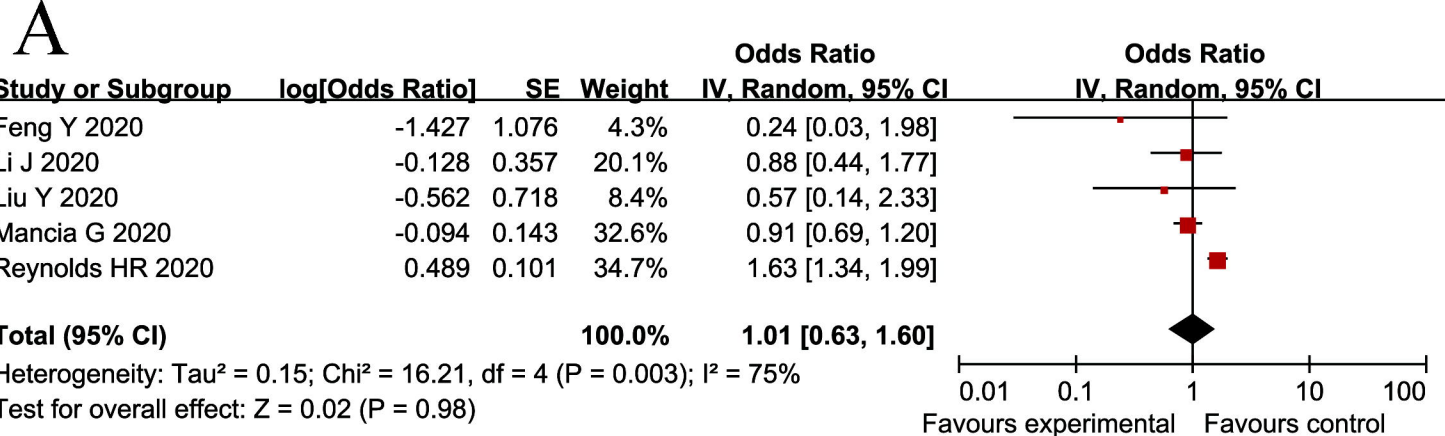 A
Odds Ratio Odds Ratio
Study or Subgroup log[Odds Ratio] SE Weight IV, Random, 95% CI IV, Random, 95% CI
Feng Y 2020 -1.427 1.076 4.3% 0.24 [0.03, 1.98]
Li J 2020 -0.128 0.357 20.1% 0.88 [0.44, 1.77]
Liu Y 2020 -0.562 0.718 8.4% 0.57 [0.14, 2.33]
Mancia G 2020 -0.094 0.143 32.6% 0.91 [0.69, 1.20]
Reynolds HR 2020 0.489 0.101 34.7% 1.63 [1.34, 1.99]
Total (95% CI) 100.0% 1.01 [0.63, 1.60]
Heterogeneity: Tau² = 0.15; Chi² = 16.21, df = 4 (P = 0.003); I² = 75%
Test for overall effect: Z = 0.02 (P = 0.98)
0.01 0.1 1 10 100
Favours experimental Favours control